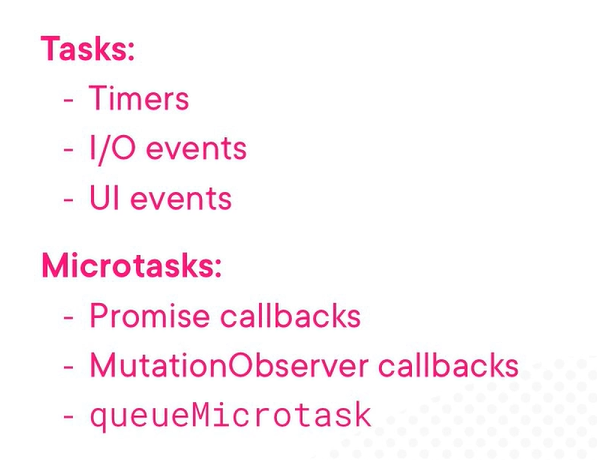 Tasks:
- Timers
- I/O events
- UI events
Microtasks:
- Promise callbacks
- MutationObserver callbacks
- queueMicrotask